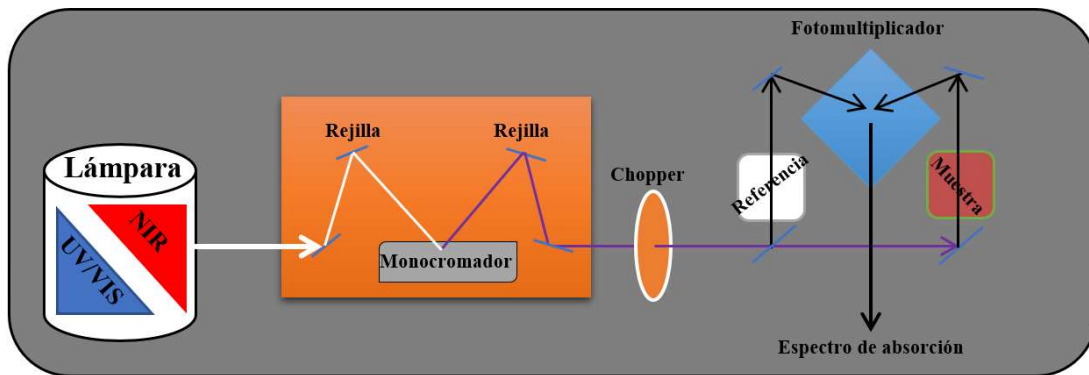 Lámpara
UV/VIS
NIR
Rejilla
Rejilla
Monocromador
Chopper
Fotomultiplicador
Referencia
Muestra
Espectro de absorción